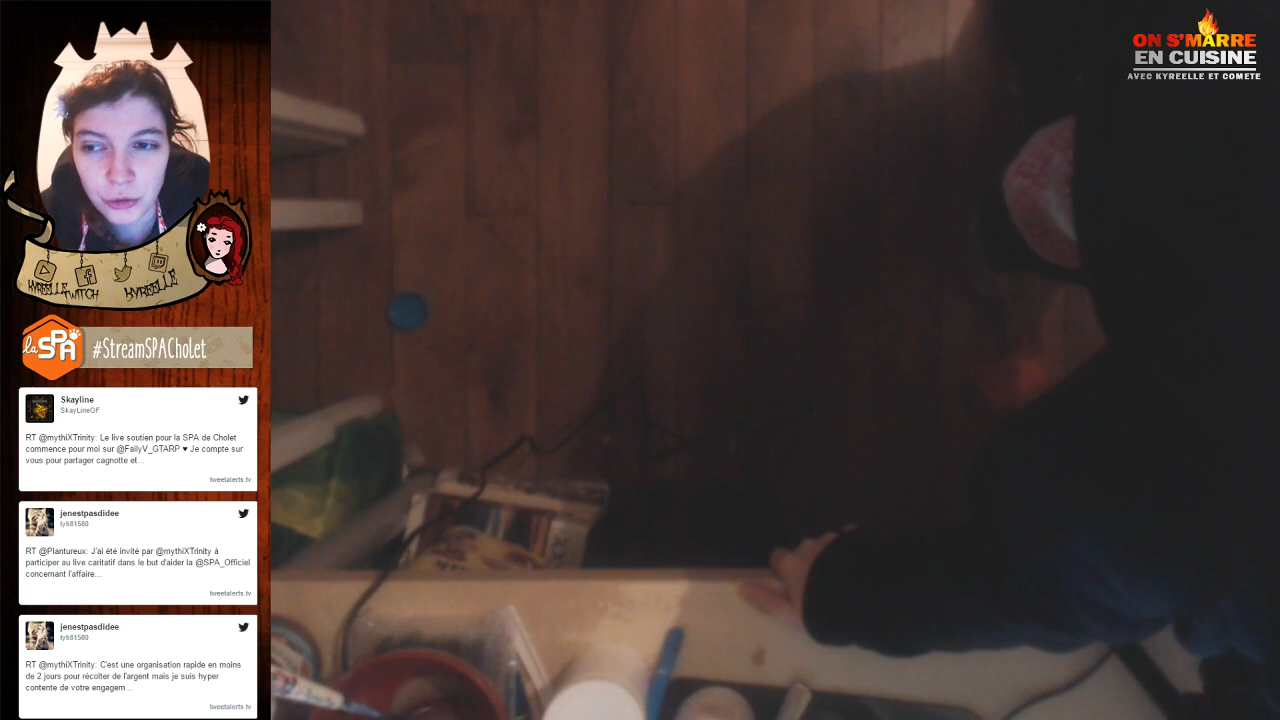 ON S'MARRE
EN CUISINE
AVEC KYREELLE ET COMETE
KYREELLE
TWITCH
KYREELLE
la SPA
#StreamSPACholet
Skayline
SkayLineOF
RT @mythiXTrinity: Le live soutien pour la SPA de Cholet
commence pour moi sur @FallyV_GTARP ♥ Je compte sur
vous pour partager cagnotte et...
tweetalerts.tv
jenestpasdidee
tyti81580
RT @Plantureux: J'ai été invité par @mythiXTrinity à
participer au live caritatif dans le but d'aider la @SPA_Officiel
concernant l'affaire...
tweetalerts.tv
jenestpasdidee
tyti81580
RT @mythiXTrinity: C'est une organisation rapide en moins
de 2 jours pour récolter de l'argent mais je suis hyper
contente de votre engagem...
tweetalerts.tv